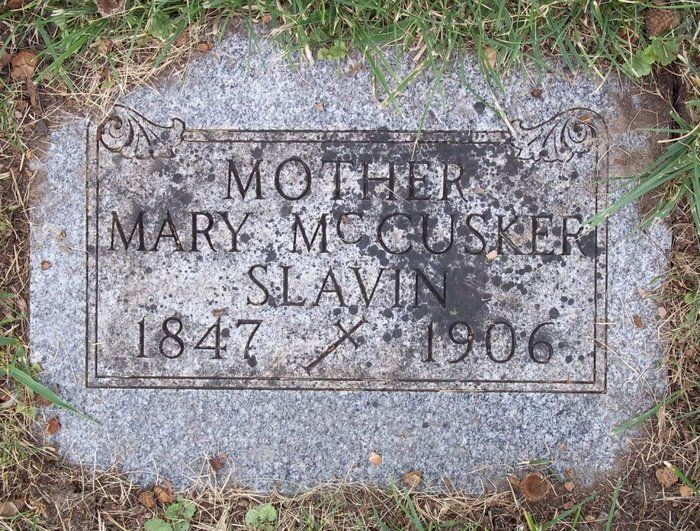 MOTHER
MARY McCUSKER
SLAVIN
1847 1906